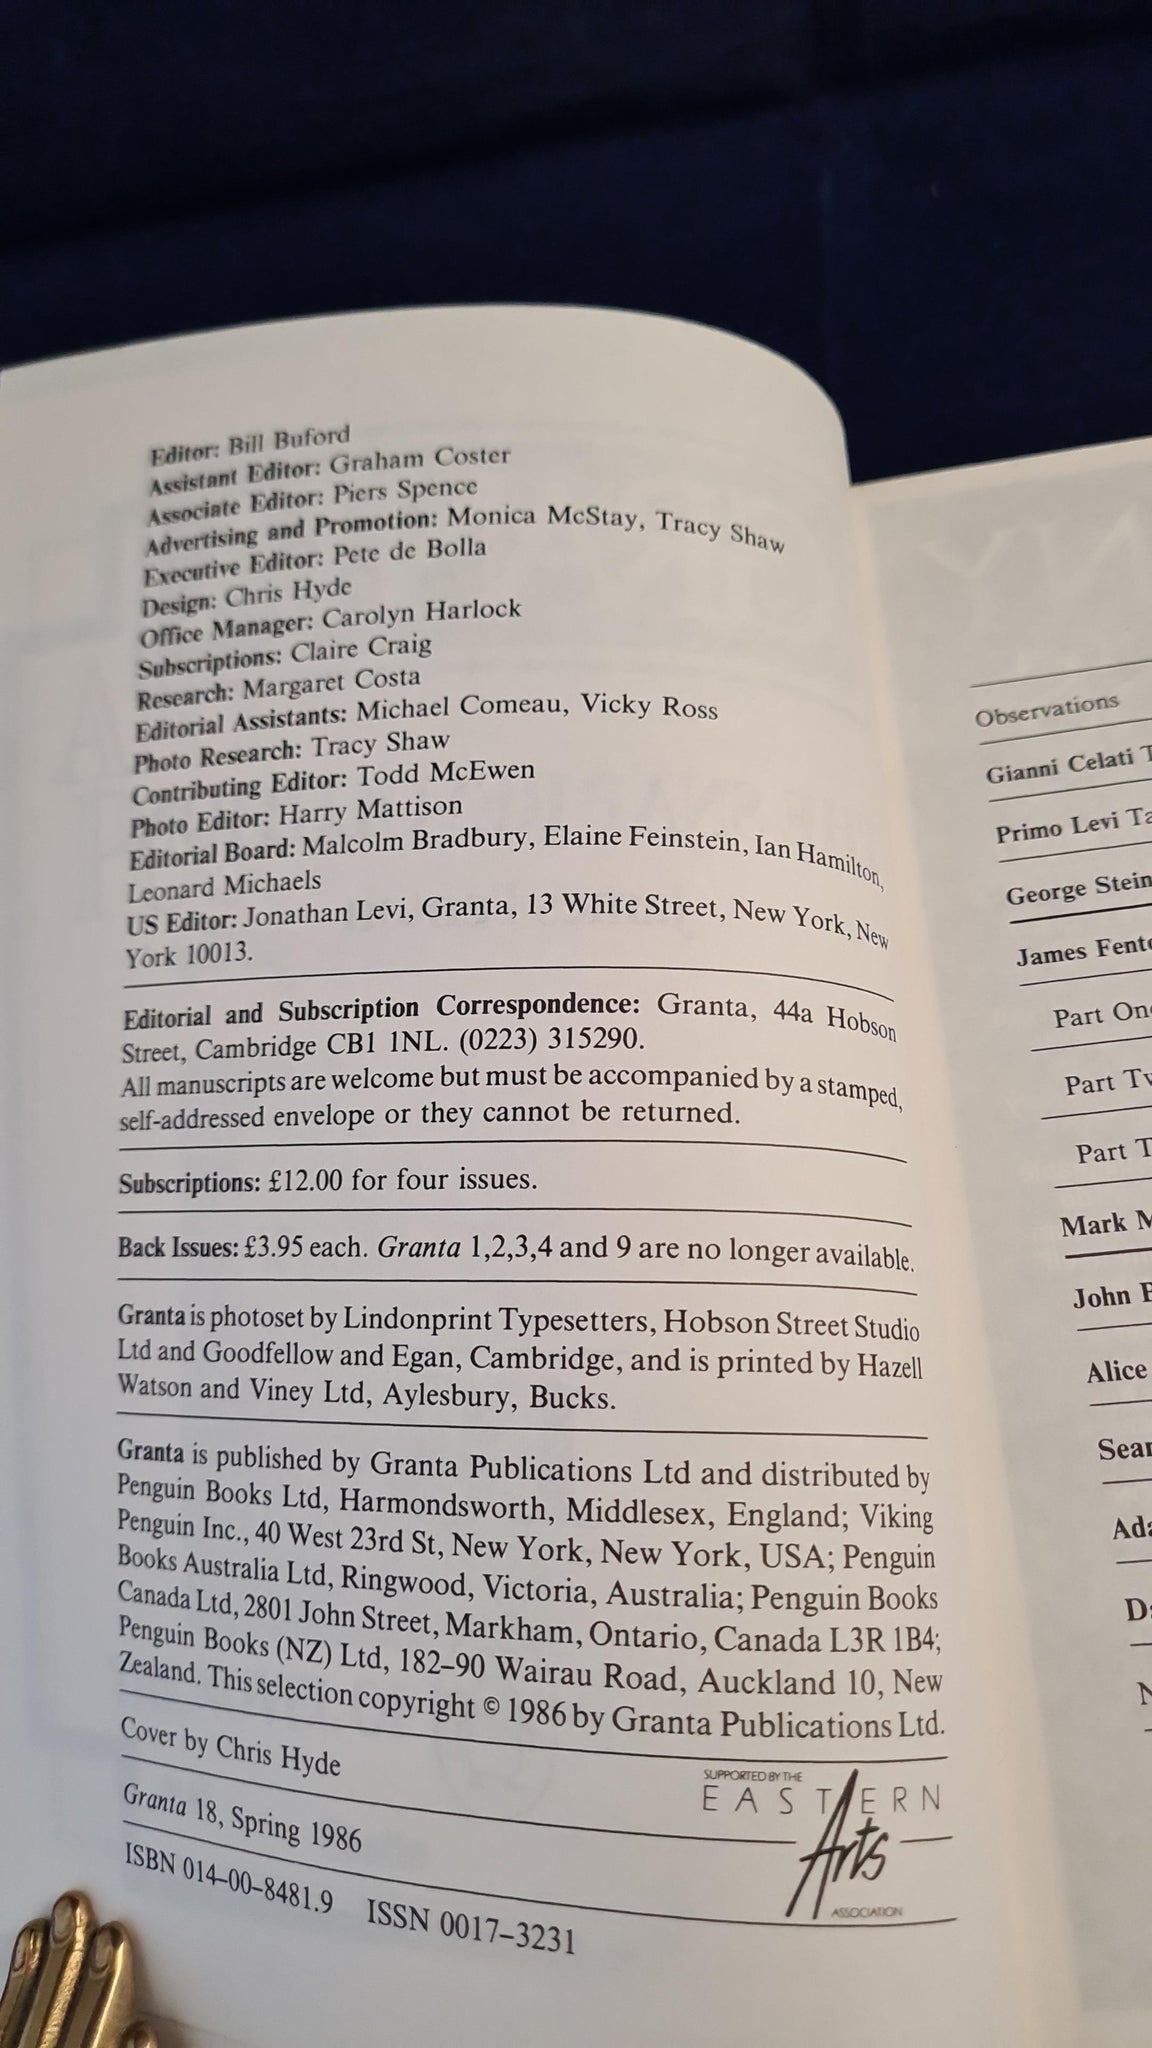 Editor: Bill Buford
Assistant Editor: Graham Coster
Associate Editor: Piers Spence
Advertising and Promotion: Monica McStay, Tracy Shaw
Executive Editor: Pete de Bolla
Design: Chris Hyde
Office Manager: Carolyn Harlock
Subscriptions: Claire Craig
Research: Margaret Costa
Editorial Assistants: Michael Comeau, Vicky Ross
Photo Research: Tracy Shaw
Contributing Editor: Todd McEwen
Photo Editor: Harry Mattison
Editorial Board: Malcolm Bradbury, Elaine Feinstein, Ian Hamilton,
Leonard Michaels
US Editor: Jonathan Levi, Granta, 13 White Street, New York, New
York 10013.
Editorial and Subscription Correspondence: Granta, 44a Hobson
Street, Cambridge CB1 1NL. (0223) 315290.
All manuscripts are welcome but must be accompanied by a stamped,
self-addressed envelope or they cannot be returned.
Subscriptions: £12.00 for four issues.
Back Issues: £3.95 each. Granta 1,2,3,4 and 9 are no longer available.
Granta is photoset by Lindonprint Typesetters, Hobson Street Studio
Ltd and Goodfellow and Egan, Cambridge, and is printed by Hazell
Watson and Viney Ltd, Aylesbury, Bucks.
Granta is published by Granta Publications Ltd and distributed by
Penguin Books Ltd, Harmondsworth, Middlesex, England; Viking
Penguin Inc., 40 West 23rd St, New York, New York, USA; Penguin
Books Australia Ltd, Ringwood, Victoria, Australia; Penguin Books
Canada Ltd, 2801 John Street, Markham, Ontario, Canada L3R 1B4;
Penguin Books (NZ) Ltd, 182–90 Wairau Road, Auckland 10, New
Zealand. This selection copyright © 1986 by Granta Publications Ltd.
Cover by Chris Hyde
Granta 18, Spring 1986
ISBN 014–00–8481.9 ISSN 0017–3231
SUPPORTED BY THE
EASTERN
Arts
ASSOCIATION
Observations
Gianni Celati
Primo Levi
George
James
Part
Part
Part
Mark
John
Alice